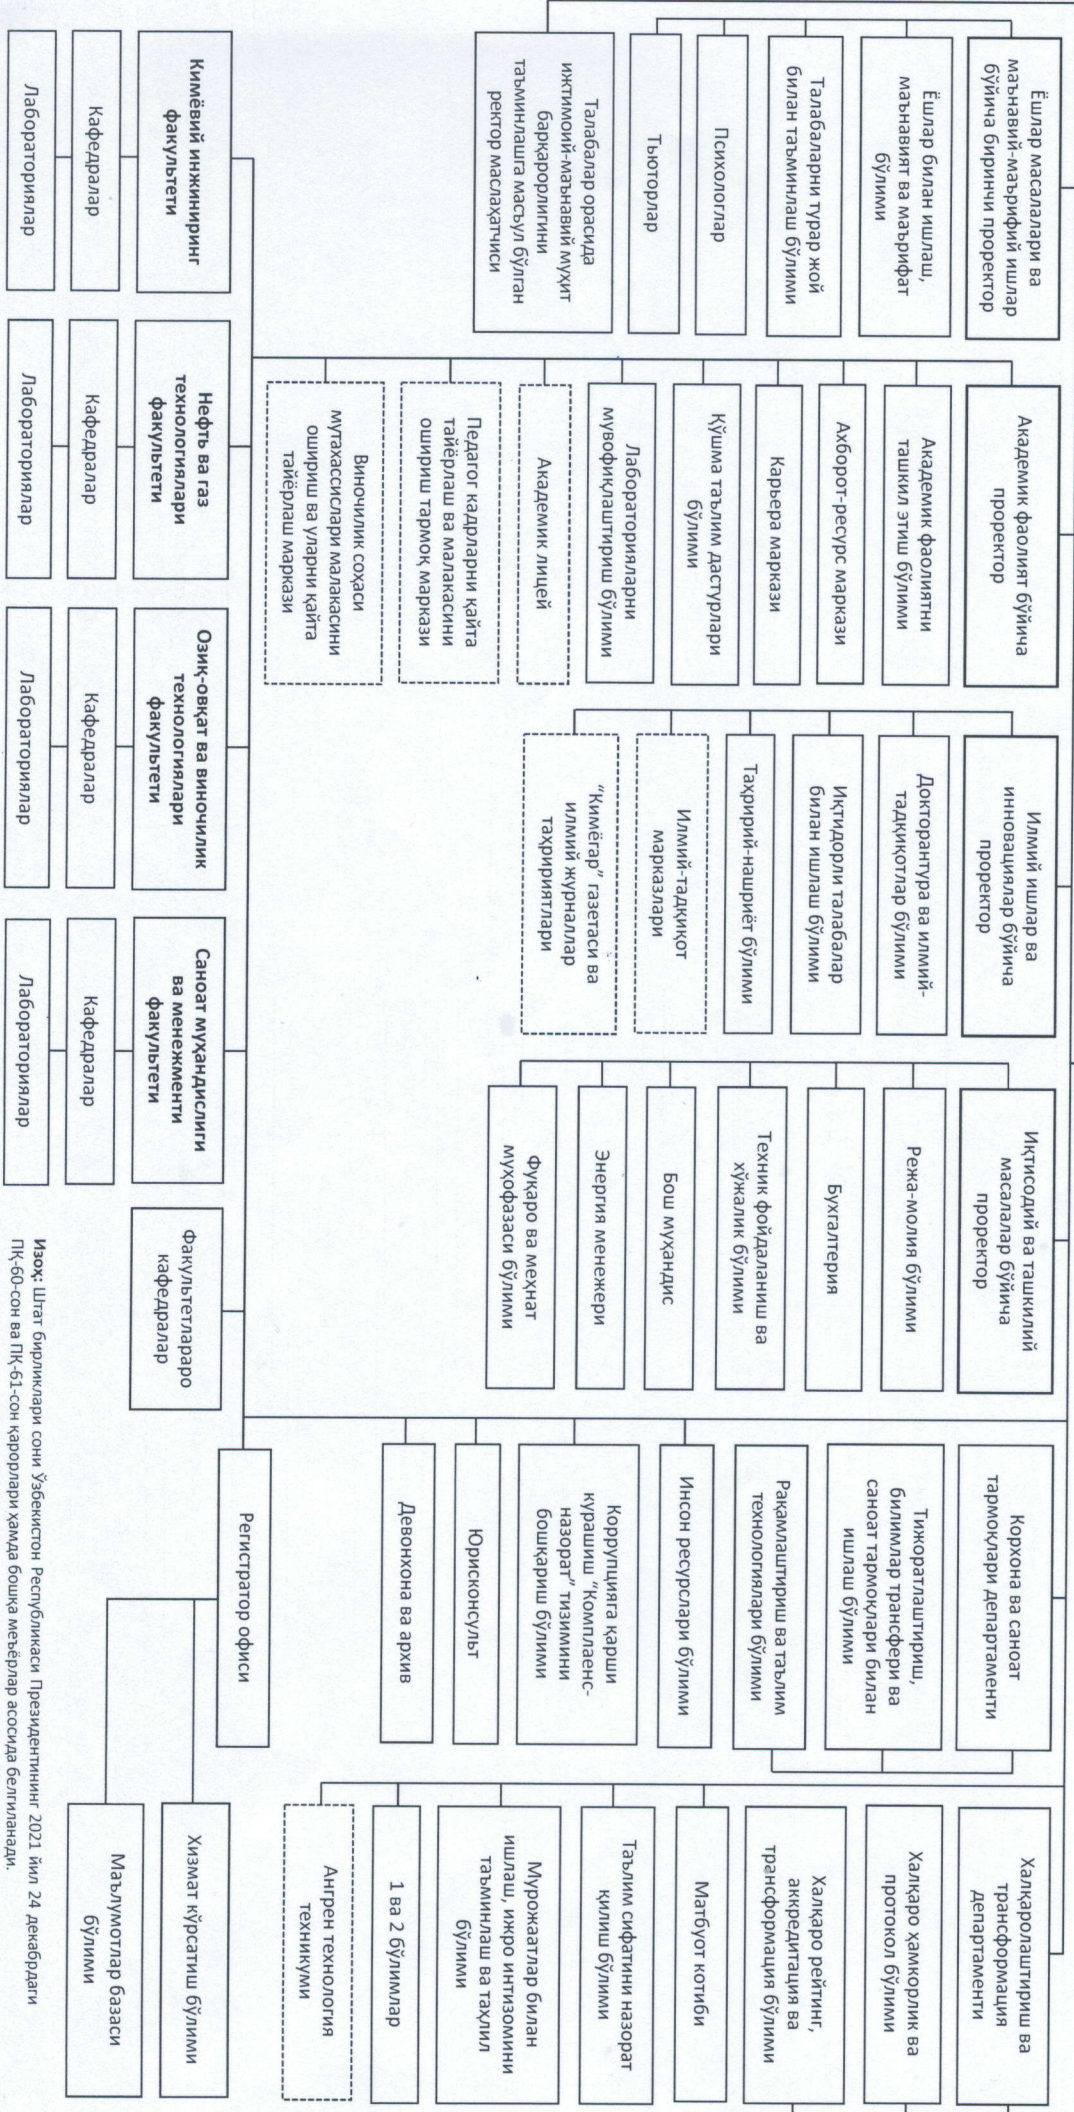 Ёшлар масалалари ва
маънавий-маърифий ишлар
бўйича биринчи проректор
Ёшлар билан ишлаш,
маънавият ва маърифат
бўлими
Талабаларни турар жой
билан таъминлаш бўлими
Психологлар
Тьюторлар
Талабалар орасида
ижтимоий-маънавий муҳит
барқарорлигини
таъминлашга масъул бўлган
ректор маслаҳатчиси
Академик фаолият бўйича
проректор
Академик фаолиятни
ташкил этиш бўлими
Ахборот-ресурс маркази
Карьера маркази
Қўшма таълим дастурлари
бўлими
Лабораторияларни
мувофиқлаштириш бўлими
Академик лицей
Педагог кадрларни қайта
тайёрлаш ва малакасини
ошириш тармоқ маркази
Виночилик соҳаси
мутахассислари малакасини
ошириш ва уларни қайта
тайёрлаш маркази
Илмий ишлар ва
инновациялар бўйича
проректор
Докторантура ва илмий-
тадқиқотлар бўлими
Иқтидорли талабалар
билан ишлаш бўлими
Таҳририй-нашриёт бўлими
Илмий-тадқиқот
марказлари
“Кимёгар” газетаси ва
илмий журналлар
таҳририятлари
Иқтисодий ва ташкилий
масалалар бўйича
проректор
Режа-молия бўлими
Бухгалтерия
Техник фойдаланиш ва
хўжалик бўлими
Бош муҳандис
Энергия менежери
Фуқаро ва меҳнат
муҳофазаси бўлими
Корхона ва саноат
тармоқлари департаменти
Тижоратлаштириш,
билимлар трансфери ва
саноат тармоқлари билан
ишлаш бўлими
Рақамлаштириш ва таълим
технологиялари бўлими
Инсон ресурслари бўлими
Коррупцияга қарши
курашиш “Комплаенс-
назорат” тизимини
бошқариш бўлими
Юрисконсульт
Девонхона ва архив
Халқаролаштириш ва
трансформация
департаменти
Халқаро ҳамкорлик ва
протокол бўлими
Халқаро рейтинг,
аккредитация ва
трансформация бўлими
Матбуот котиби
Таълим сифатини назорат
қилиш бўлими
Мурожаатлар билан
ишлаш, ижро интизомини
таъминлаш ва таҳлил
бўлими
1 ва 2 бўлимлар
Ангрен технология
техникуми
Кимёвий инжиниринг
факультети
Кафедралар
Лабораториялар
Нефть ва газ
технологиялари
факультети
Кафедралар
Лабораториялар
Озиқ-овқат ва виночилик
технологиялари
факультети
Кафедралар
Лабораториялар
Саноат муҳандислиги
ва менежменти
факультети
Кафедралар
Лабораториялар
Факультетлараро
кафедралар
Регистратор офиси
Хизмат кўрсатиш бўлими
Маълумотлар базаси
бўлими
Изоҳ: Штат бирликлари сони Ўзбекистон Республикаси Президентининг 2021 йил 24 декабрдаги
ПҚ-60-сон ва ПҚ-61-сон қарорлари ҳамда бошқа меъёрлар асосида белгиланади.